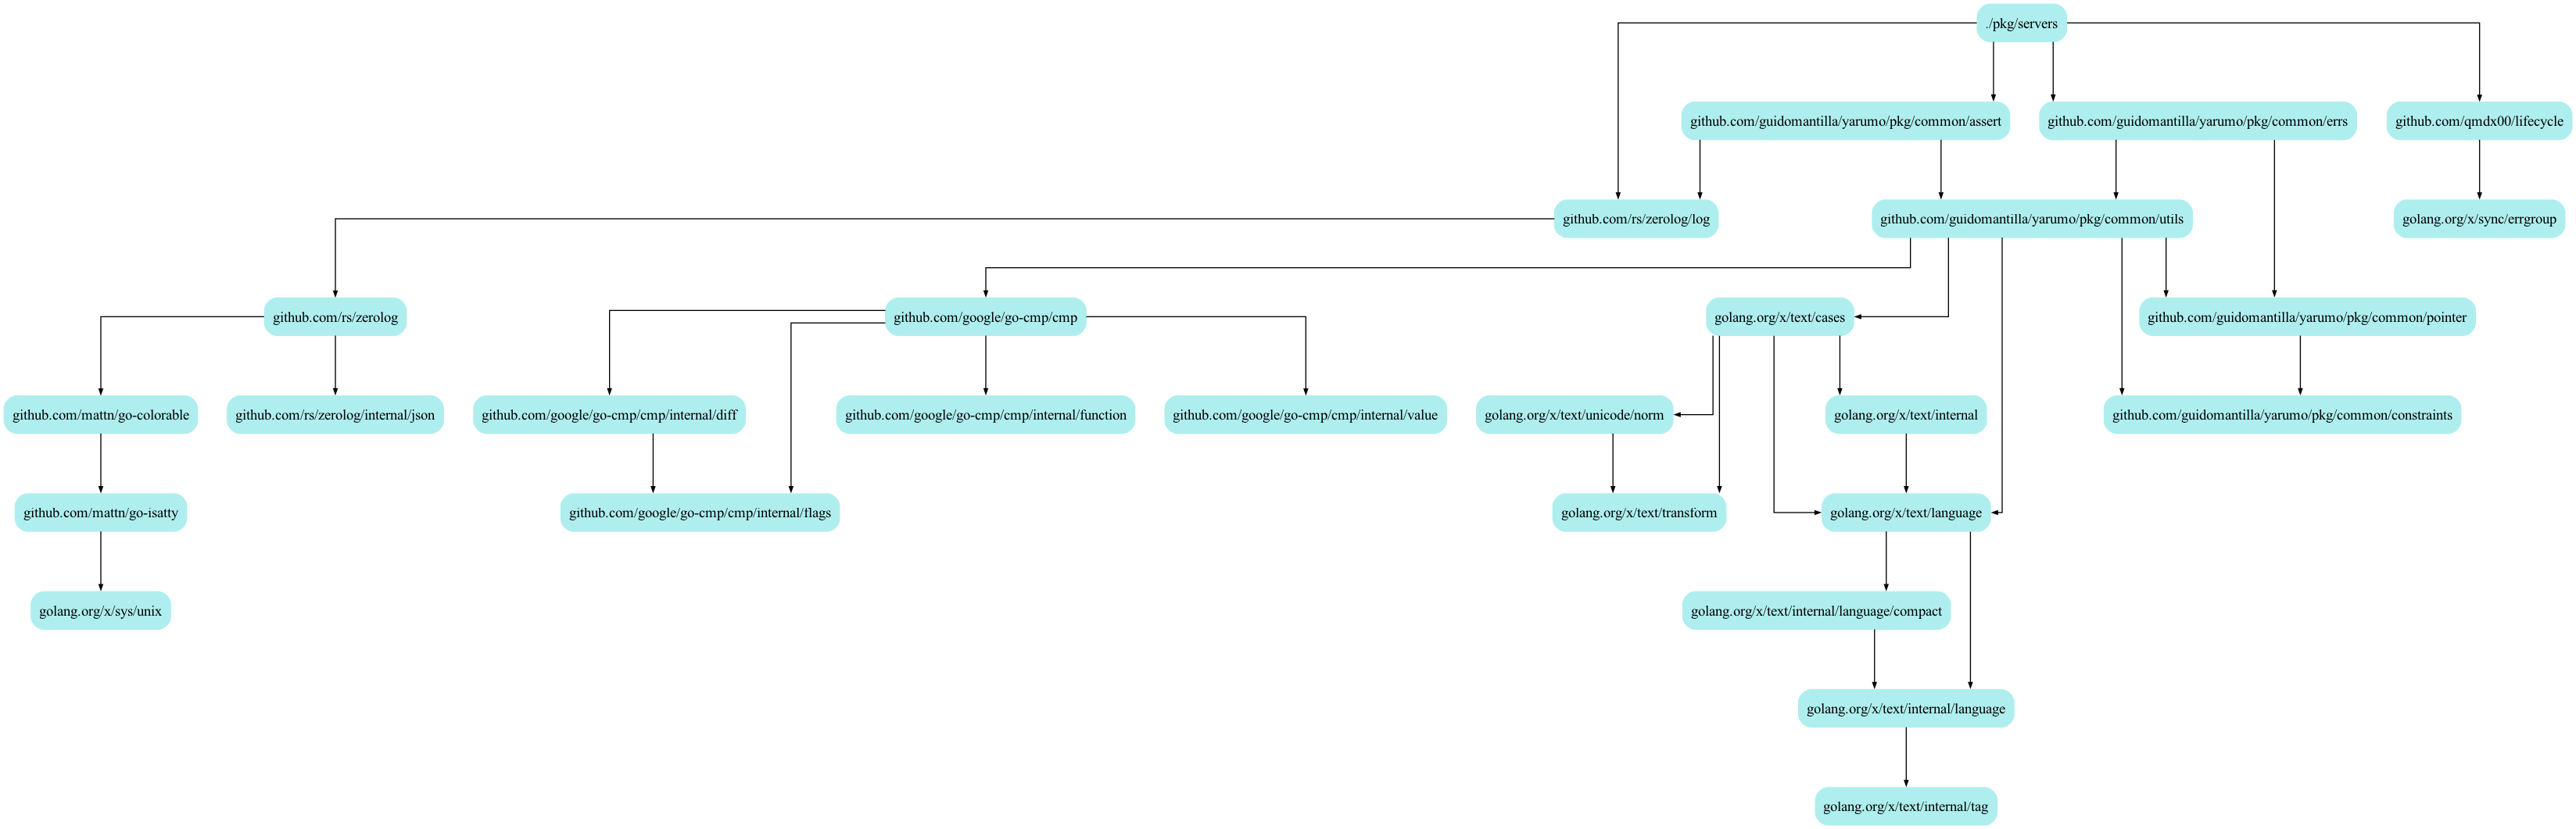 ./pkg/servers
github.com/guidomantilla/yarumo/pkg/common/assert
github.com/guidomantilla/yarumo/pkg/common/errs
github.com/qmdx00/lifecycle
github.com/rs/zerolog/log
github.com/guidomantilla/yarumo/pkg/common/utils
golang.org/x/sync/errgroup
github.com/rs/zerolog
github.com/google/go-cmp/cmp
golang.org/x/text/cases
github.com/guidomantilla/yarumo/pkg/common/pointer
github.com/mattn/go-colorable
github.com/rs/zerolog/internal/json
github.com/google/go-cmp/cmp/internal/diff
github.com/google/go-cmp/cmp/internal/function
github.com/google/go-cmp/cmp/internal/value
golang.org/x/text/unicode/norm
golang.org/x/text/internal
github.com/guidomantilla/yarumo/pkg/common/constraints
github.com/mattn/go-isatty
github.com/google/go-cmp/cmp/internal/flags
golang.org/x/text/transform
golang.org/x/text/language
golang.org/x/sys/unix
golang.org/x/text/internal/language/compact
golang.org/x/text/internal/language
golang.org/x/text/internal/tag